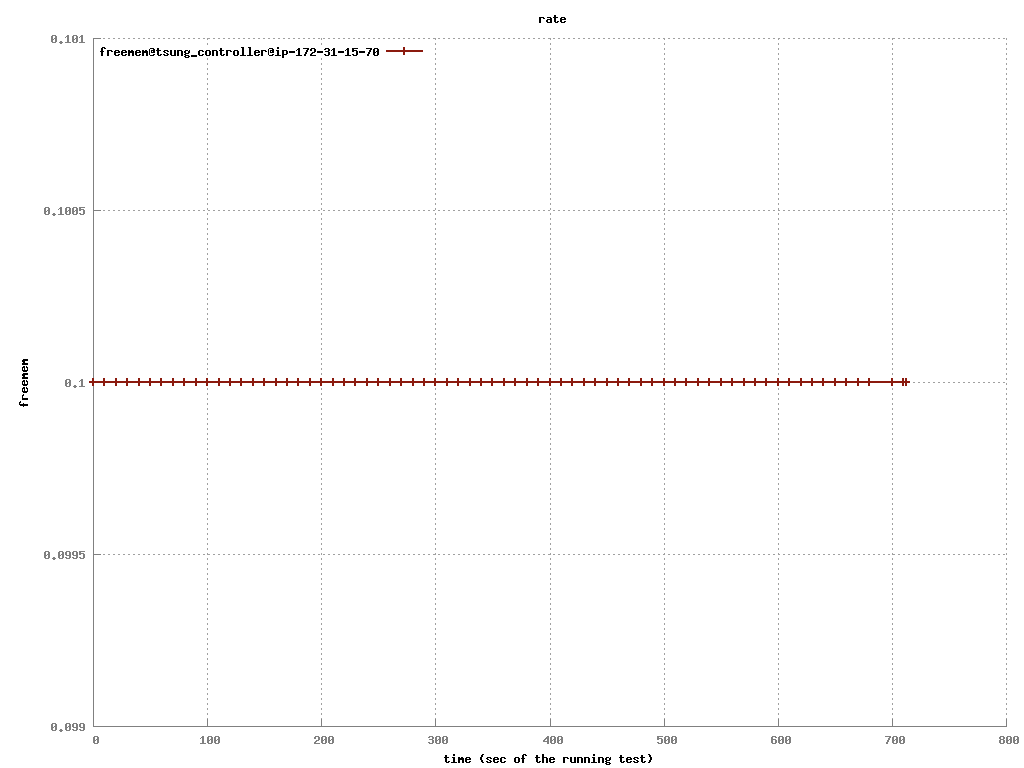 rate
0.101
freemem@tsung_controller@ip-172-31-15-70
0.1005
0.1
freemem
0.0995
0.099
0 100 200 300 400 500 600 700 800
time (sec of the running test)